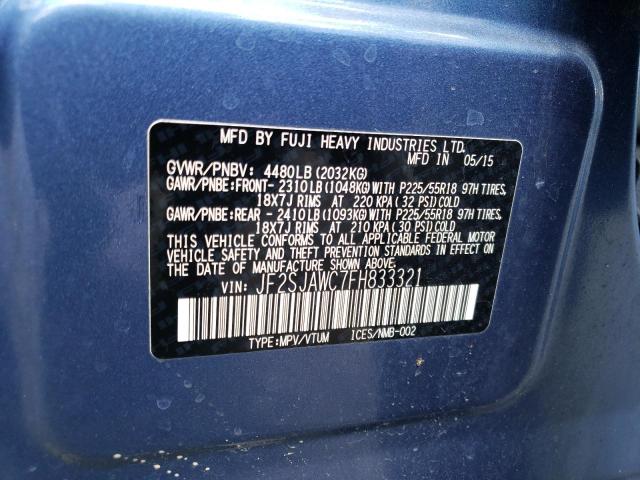 MFD BY FUJI HEAVY INDUSTRIES LTD.
MFD IN 05/15
GVWR/PNBV: 4480LB (2032KG)
GAWR/PNBE:FRONT- 2310LB (1048KG) WITH P225/55R18 97H TIRES,
18X7J RIMS AT 220 KPA (32 PSI) COLD
GAWR/PNBE:REAR - 2410LB (1093KG) WITH P225/55R18 97H TIRES,
18X7J RIMS AT 210 KPA (30 PSI) COLD
THIS VEHICLE CONFORMS TO ALL APPLICABLE FEDERAL MOTOR
VEHICLE SAFETY AND THEFT PREVENTION STANDARDS IN EFFECT ON
THE DATE OF MANUFACTURE SHOWN ABOVE.
VIN: JF2SJAWC7FH833321
TYPE:MPV/VTUM ICES/NMB-002